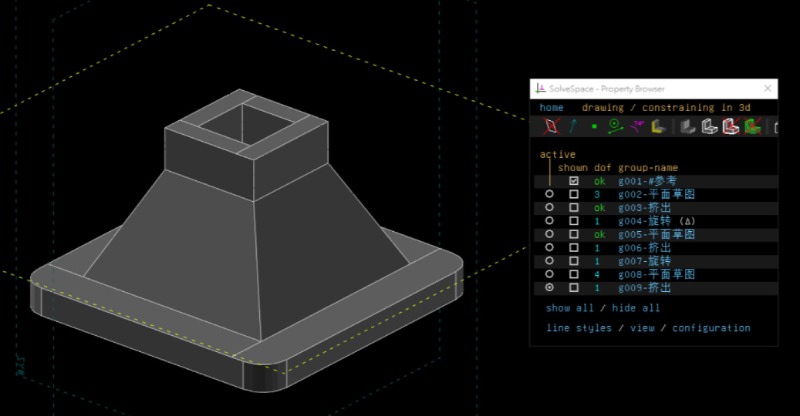 SolveSpace - Property Browser
home drawing / constraining in 3d
active
shown dof group-name
ok g001-#参考
3 g002-平面草图
ok g003-挤出
1 g004-旋转 (Δ)
ok g005-平面草图
1 g006-挤出
1 g007-旋转
4 g008-平面草图
1 g009-挤出
show all / hide all
line styles / view / configuration